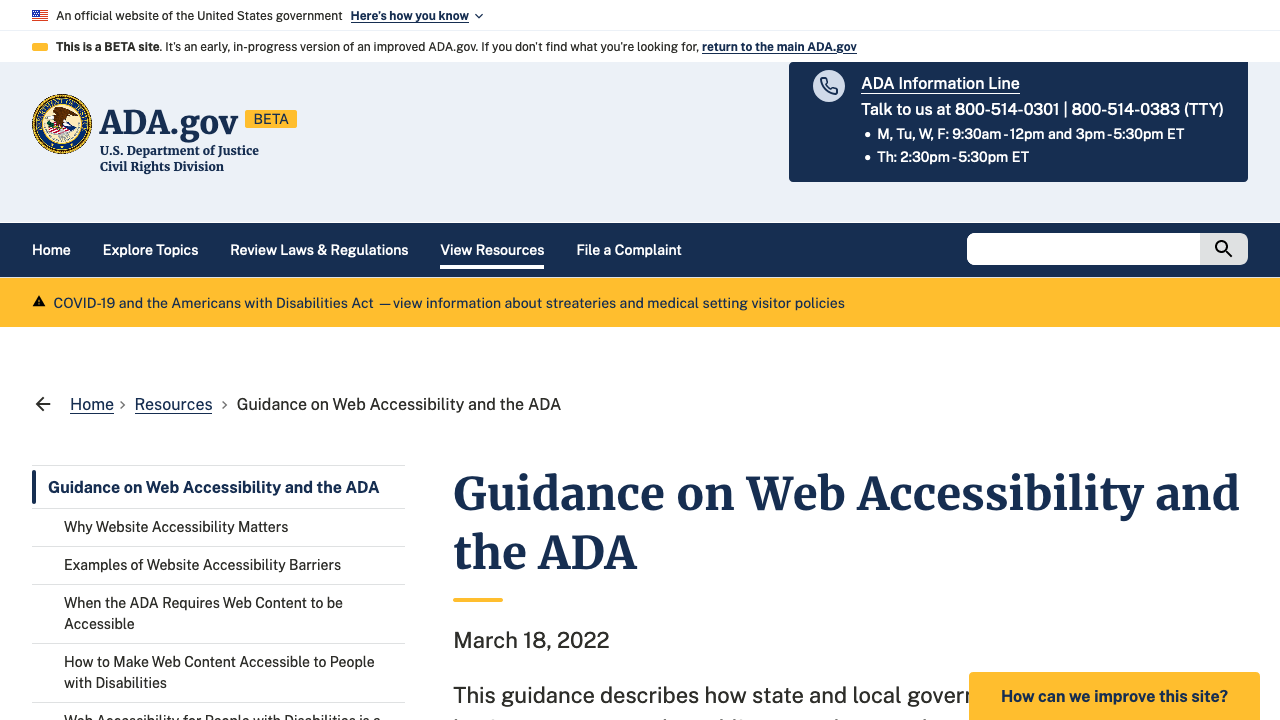 An official website of the United States government Here's how you know
This is a BETA site. It's an early, in-progress version of an improved ADA.gov. If you don't find what you're looking for, return to the main ADA.gov
ADA.gov BETA
U.S. Department of Justice
Civil Rights Division
ADA Information Line
Talk to us at 800-514-0301 | 800-514-0383 (TTY)
• M, Tu, W, F: 9:30am-12pm and 3pm-5:30pm ET
• Th: 2:30pm-5:30pm ET
Home Explore Topics Review Laws & Regulations View Resources File a Complaint
COVID-19 and the Americans with Disabilities Act —view information about streateries and medical setting visitor policies
Home > Resources > Guidance on Web Accessibility and the ADA
Guidance on Web Accessibility and the ADA
Why Website Accessibility Matters
Examples of Website Accessibility Barriers
When the ADA Requires Web Content to be
Accessible
How to Make Web Content Accessible to People
with Disabilities
Web Accessibility for People with Disabilities is a
Guidance on Web Accessibility and
the ADA
March 18, 2022
This guidance describes how state and local govern
How can we improve this site?